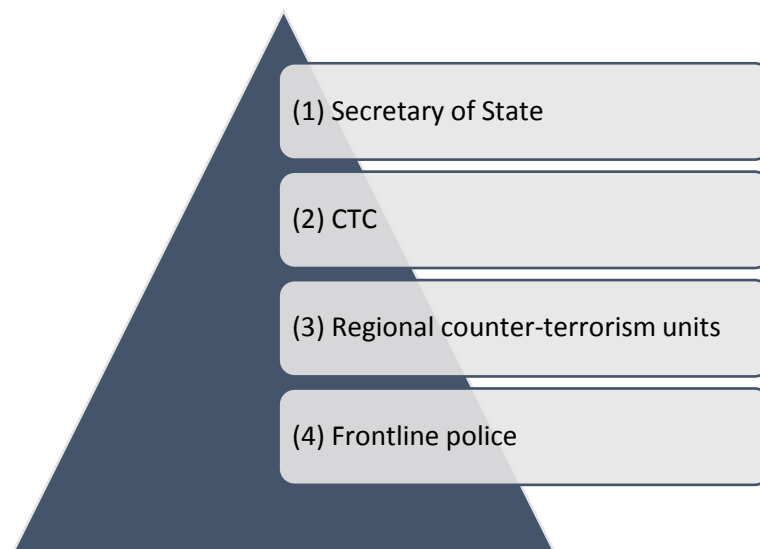 (1) Secretary of State
(2) CTC
(3) Regional counter-terrorism units
(4) Frontline police